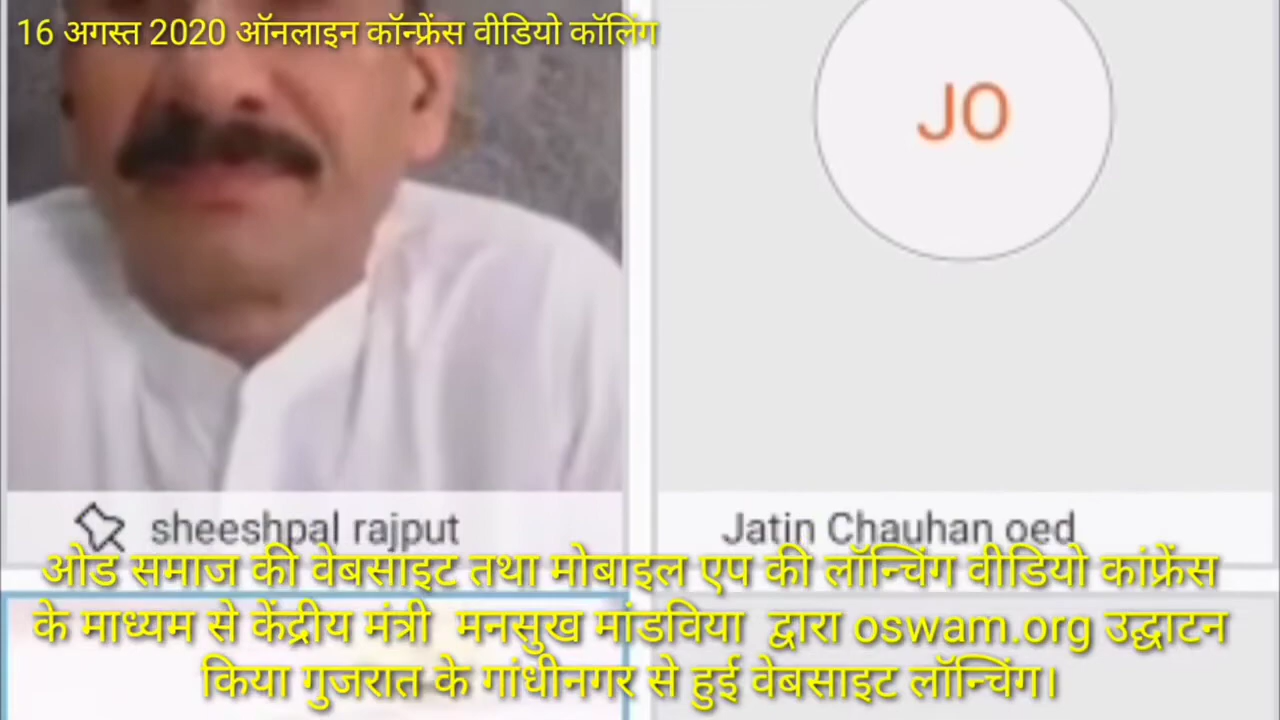 16 अगस्त 2020 ऑनलाइन कॉन्फ्रेंस वीडियो कॉलिंग
JO
sheeshpal rajput
Jatin Chauhan oed
ओड समाज की वेबसाइट तथा मोबाइल एप की लॉन्चिंग वीडियो कांफ्रेंस
के माध्यम से केंद्रीय मंत्री मनसुख मांडविया द्वारा oswam.org उद्घाटन
किया गुजरात के गांधीनगर से हुई वेबसाइट लॉन्चिंग।